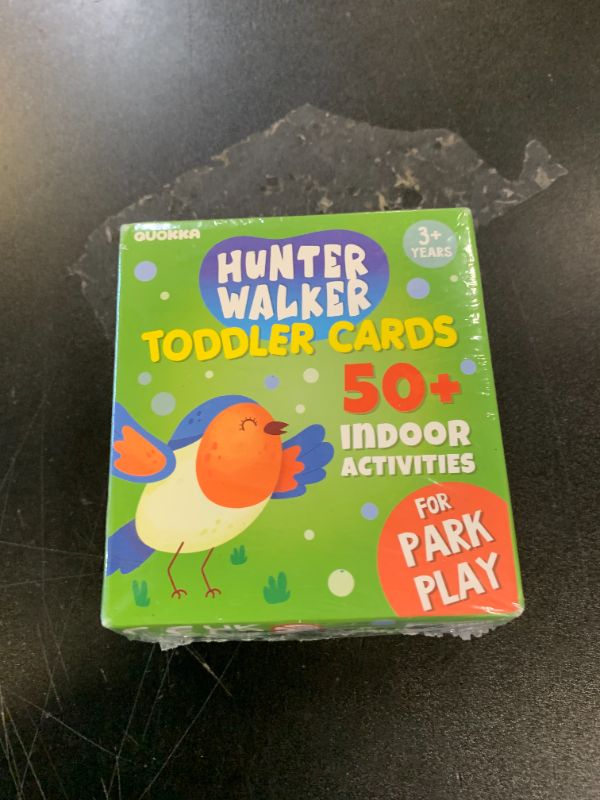 QUOKKA
3+
YEARS
HUNTER
WALKER
TODDLER CARDS
50+
INDOOR
ACTIVITIES
FOR
PARK
PLAY